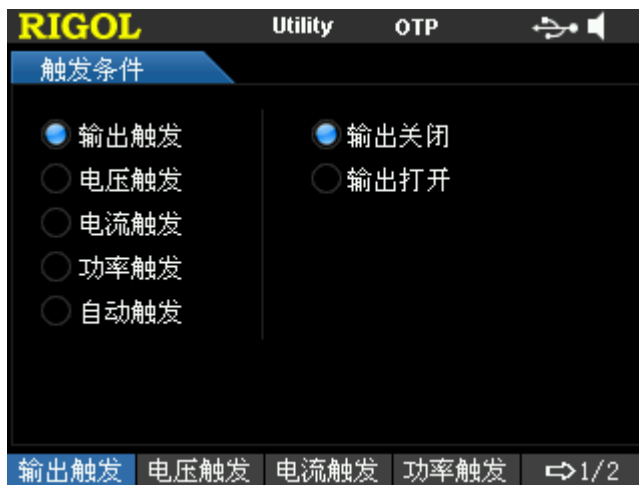 RIGOL Utility OTP
触发条件
输出触发 输出关闭
电压触发 输出打开
电流触发
功率触发
自动触发
输出触发 电压触发 电流触发 功率触发 ⇨1/2